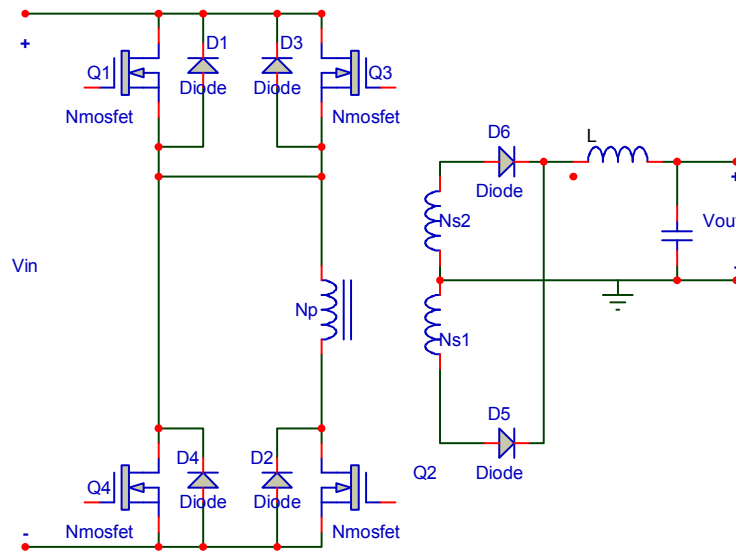 +
D1
D3
Q1
Q3
Diode
Diode
Nmosfet
Nmosfet
D6
L
Diode
+
Ns2
Vou
Vin
-
Np
Ns1
D5
D4
D2
Q4
Q2
Diode
Diode
Diode
Nmosfet
Nmosfet
-